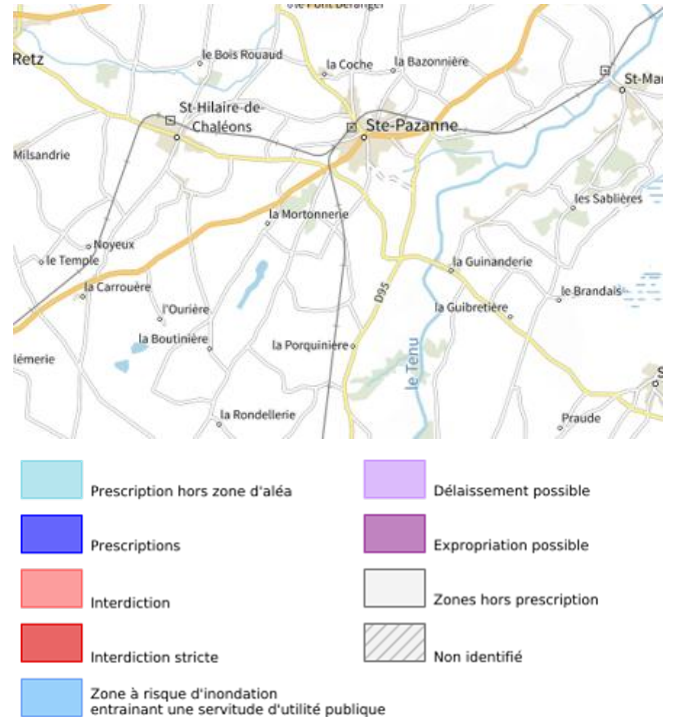 le Pont Béranger
le Bois Rouaud
Retz
la Coche
la Bazonnière
St-Mar
St-Hilaire-de-
Chaléons
Ste-Pazanne
Milsandrie
les Sablières
la Mortonnerie
Noyeux
le Temple
la Guinanderie
la Carrouère
le Brandais
D95
l'Ourière
la Guibretière
la Boutinière
la Porquinière
le Tenu
lémerie
S
la Rondellerie
Praude
Prescription hors zone d'aléa
Délaissement possible
Prescriptions
Expropriation possible
Interdiction
Zones hors prescription
Interdiction stricte
Non identifié
Zone à risque d'inondation
entrainant une servitude d'utilité publique